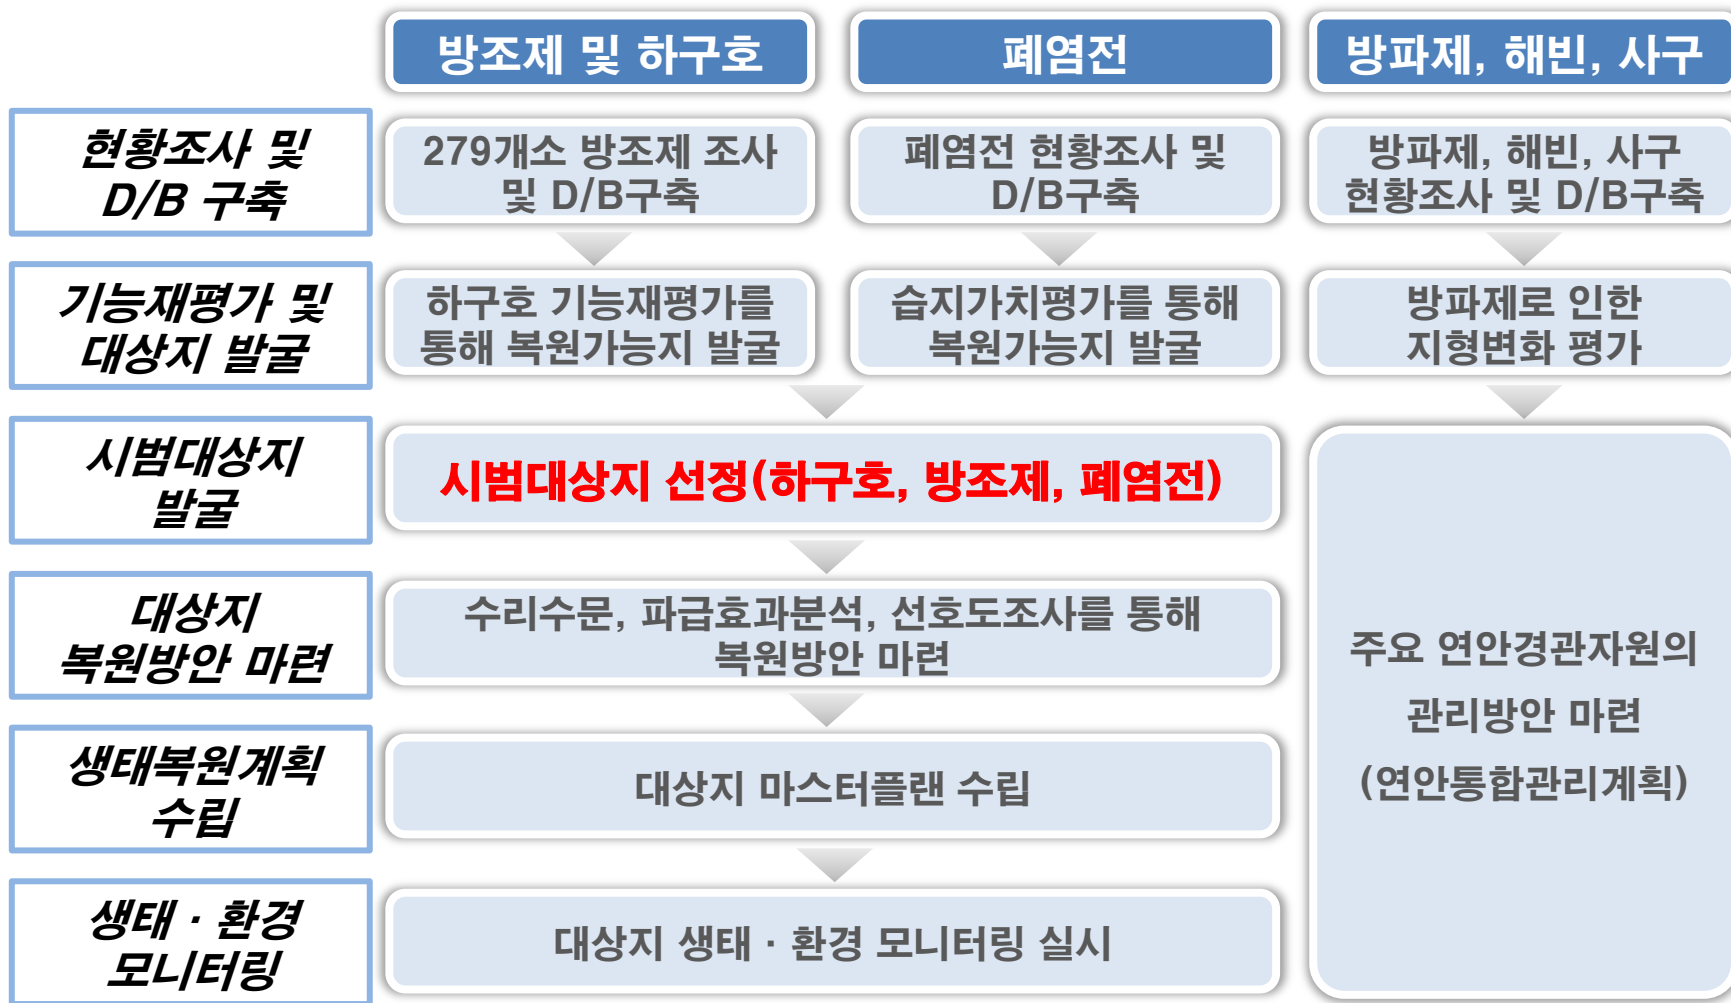 방조제 및 하구호
폐염전
방파제, 해빈, 사구
현황조사 및
D/B 구축
279개소 방조제 조사
및 D/B구축
폐염전 현황조사 및
D/B구축
방파제, 해빈, 사구
현황조사 및 D/B구축
기능재평가 및
대상지 발굴
하구호 기능재평가를
통해 복원가능지 발굴
습지가치평가를 통해
복원가능지 발굴
방파제로 인한
지형변화 평가
시범대상지
발굴
시범대상지 선정(하구호, 방조제, 폐염전)
대상지
복원방안 마련
수리수문, 파급효과분석, 선호도조사를 통해
복원방안 마련
주요 연안경관자원의
관리방안 마련
(연안통합관리계획)
생태복원계획
수립
대상지 마스터플랜 수립
생태 · 환경
모니터링
대상지 생태 · 환경 모니터링 실시